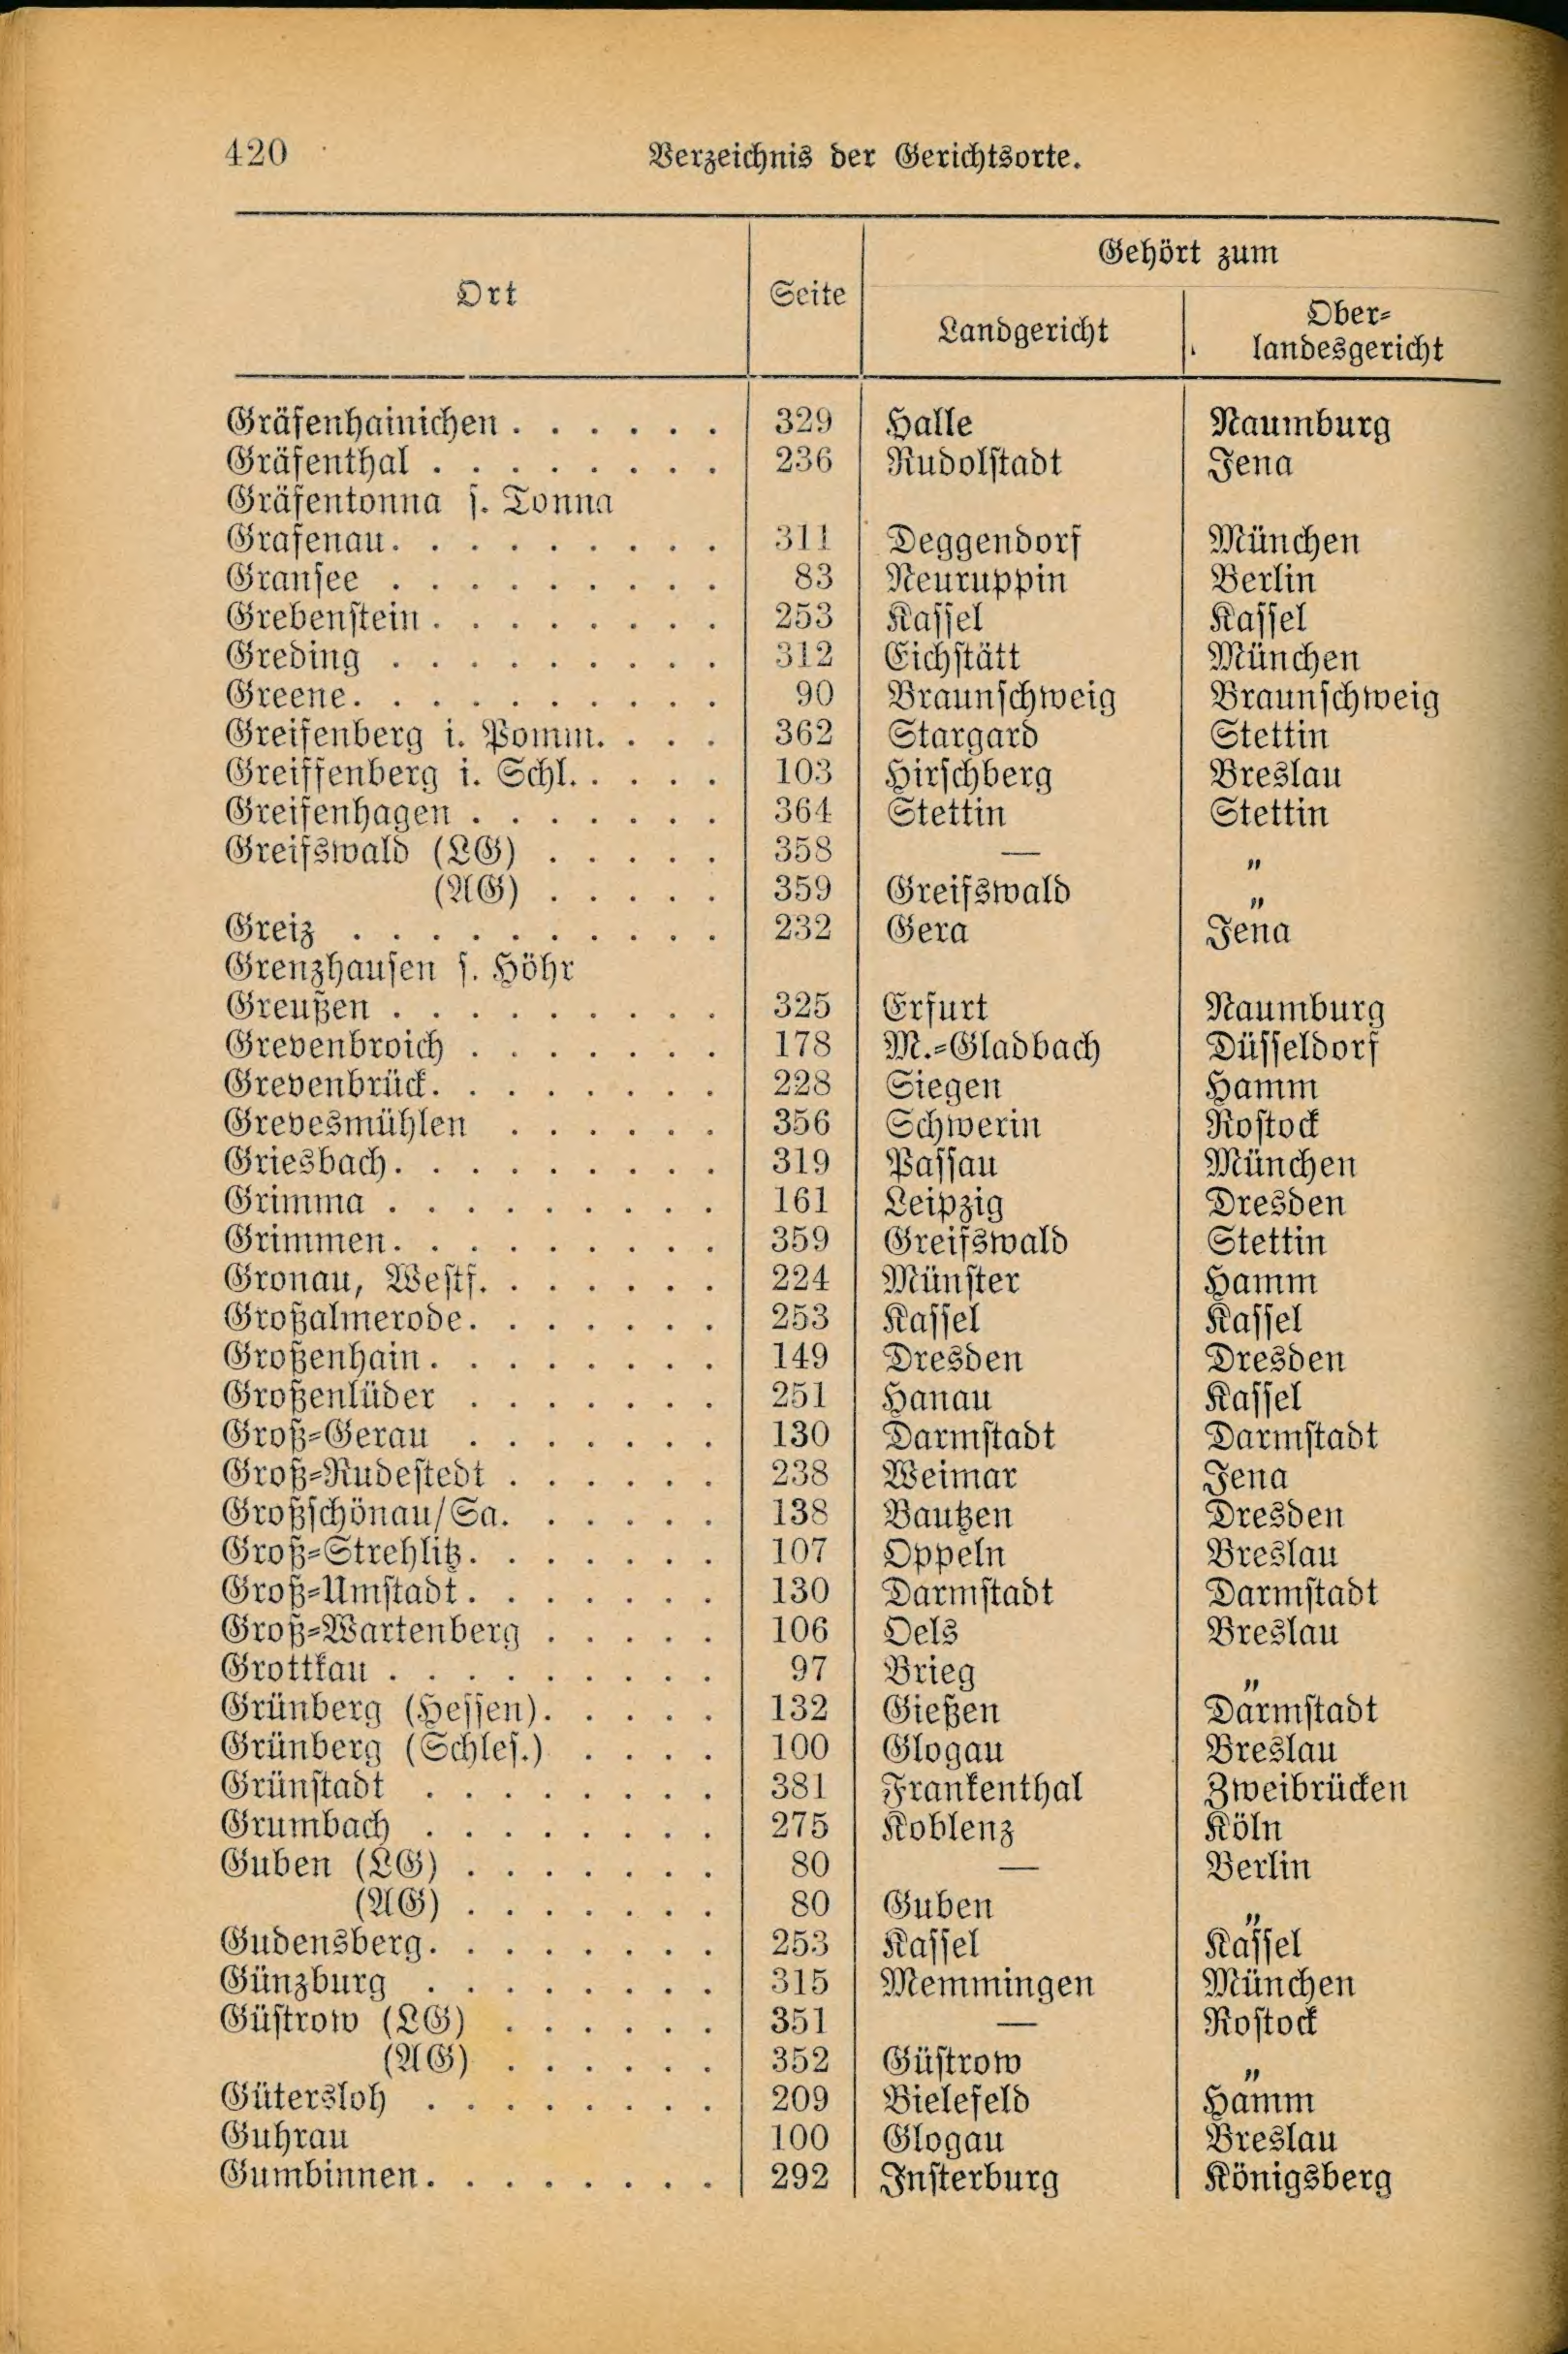 420 Verzeichnis der Gerichtsorte.
Gehört zum
Ort Seite
Landgericht Ober-
landesgericht
Gräfenhainichen . . . . . . 329 Halle Naumburg
Gräfenthal . . . . . . . . 236 Rudolstadt Jena
Gräfentonna s. Tonna
Grafenau. . . . . . . . . 311 Deggendorf München
Gransee . . . . . . . . . 83 Neuruppin Berlin
Grebenstein . . . . . . . . 253 Kassel Kassel
Greding . . . . . . . . . 312 Eichstätt München
Greene. . . . . . . . . . 90 Braunschweig Braunschweig
Greifenberg i. Pomm. . . . 362 Stargard Stettin
Greiffenberg i. Schl. . . . . 103 Hirschberg Breslau
Greifenhagen . . . . . . . 364 Stettin Stettin
Greifswald (LG) . . . . . 358 — "
(AG) . . . . . 359 Greifswald "
Greiz . . . . . . . . . . 232 Gera Jena
Grenzhausen s. Höhr
Greußen . . . . . . . . . 325 Erfurt Naumburg
Grevenbroich . . . . . . . 178 M.-Gladbach Düsseldorf
Grevenbrück. . . . . . . . 228 Siegen Hamm
Grevesmühlen . . . . . . 356 Schwerin Rostock
Griesbach. . . . . . . . . 319 Passau München
Grimma . . . . . . . . . 161 Leipzig Dresden
Grimmen. . . . . . . . . 359 Greifswald Stettin
Gronau, Westf. . . . . . . 224 Münster Hamm
Großalmerode. . . . . . . 253 Kassel Kassel
Großenhain. . . . . . . . 149 Dresden Dresden
Großenlüder . . . . . . . 251 Hanau Kassel
Groß-Gerau . . . . . . . 130 Darmstadt Darmstadt
Groß-Rudestedt . . . . . . 238 Weimar Jena
Großschönau/Sa. . . . . . 138 Bautzen Dresden
Groß-Strehlitz. . . . . . . 107 Oppeln Breslau
Groß-Umstadt. . . . . . . 130 Darmstadt Darmstadt
Groß-Wartenberg . . . . . 106 Oels Breslau
Grottkau . . . . . . . . . 97 Brieg "
Grünberg (Hessen). . . . . 132 Gießen Darmstadt
Grünberg (Schles.) . . . . 100 Glogau Breslau
Grünstadt . . . . . . . . 381 Frankenthal Zweibrücken
Grumbach . . . . . . . . 275 Koblenz Köln
Guben (LG) . . . . . . . 80 — Berlin
(AG) . . . . . . . 80 Guben "
Gudensberg. . . . . . . . 253 Kassel Kassel
Günzburg . . . . . . . . 315 Memmingen München
Güstrow (LG) . . . . . . 351 — Rostock
(AG) . . . . . . 352 Güstrow "
Gütersloh . . . . . . . . 209 Bielefeld Hamm
Guhrau 100 Glogau Breslau
Gumbinnen. . . . . . . . 292 Insterburg Königsberg